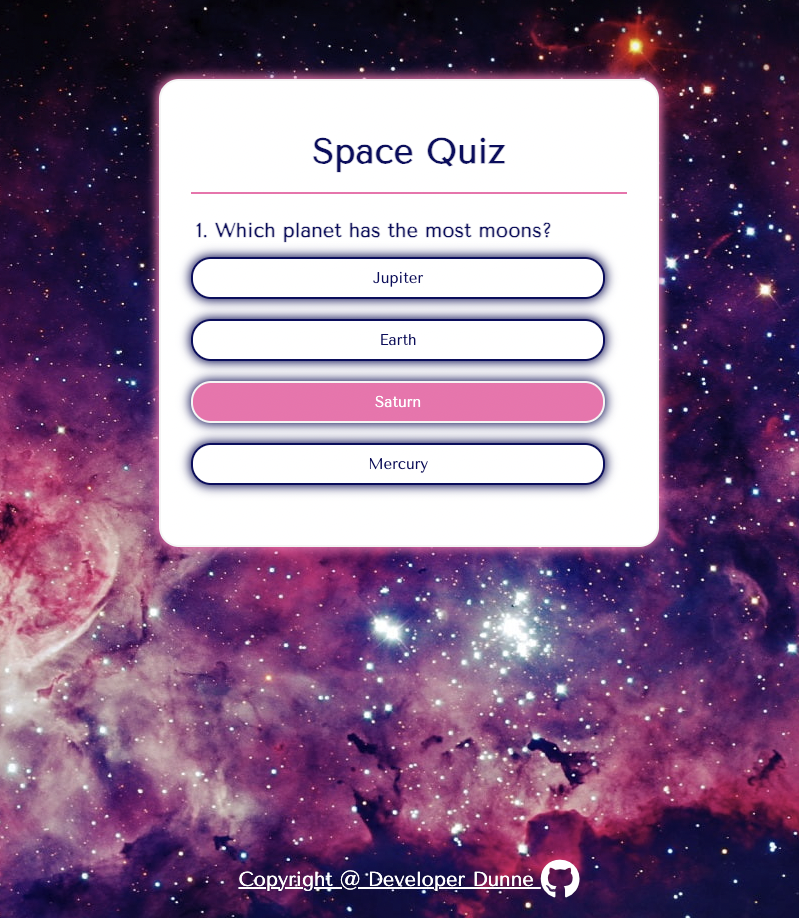 Space Quiz
1. Which planet has the most moons?
Jupiter
Earth
Saturn
Mercury
Copyright @ Developer Dunne